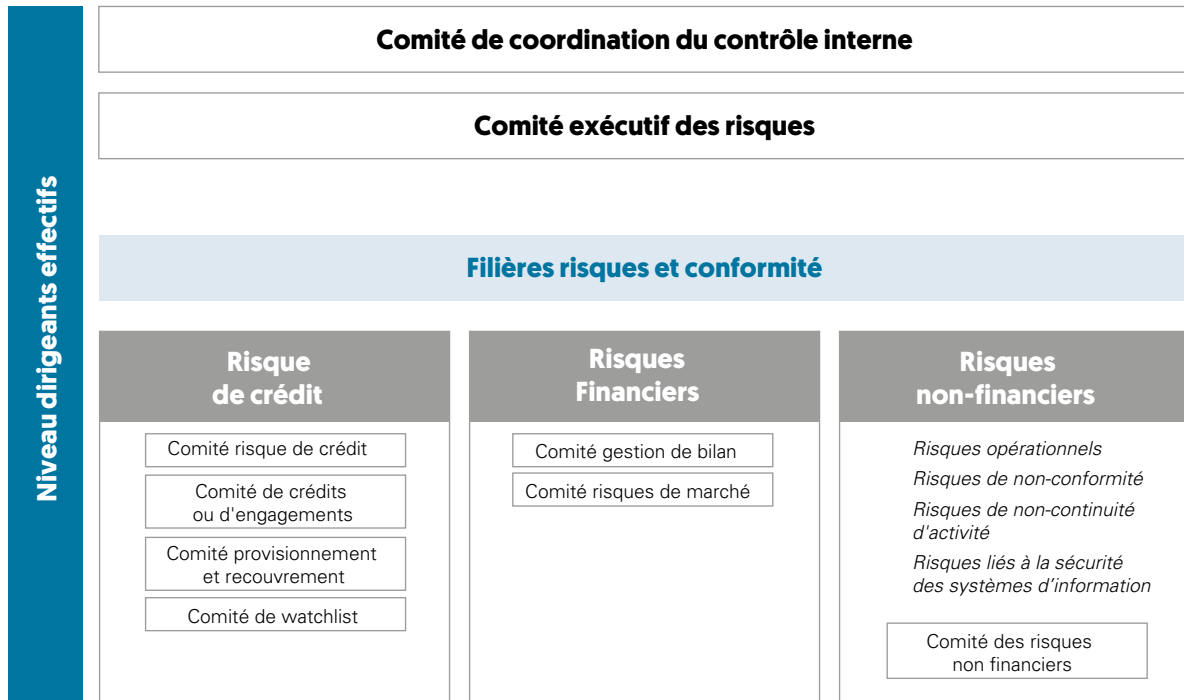 Niveau dirigeants effectifs
Comité de coordination du contrôle interne
Comité exécutif des risques
Filières risques et conformité
Risque
de crédit
Comité risque de crédit
Comité de crédits
ou d'engagements
Comité provisionnement
et recouvrement
Comité de watchlist
Risques
Financiers
Comité gestion de bilan
Comité risques de marché
Risques
non-financiers
Risques opérationnels
Risques de non-conformité
Risques de non-continuité
d'activité
Risques liés à la sécurité
des systèmes d’information
Comité des risques
non financiers